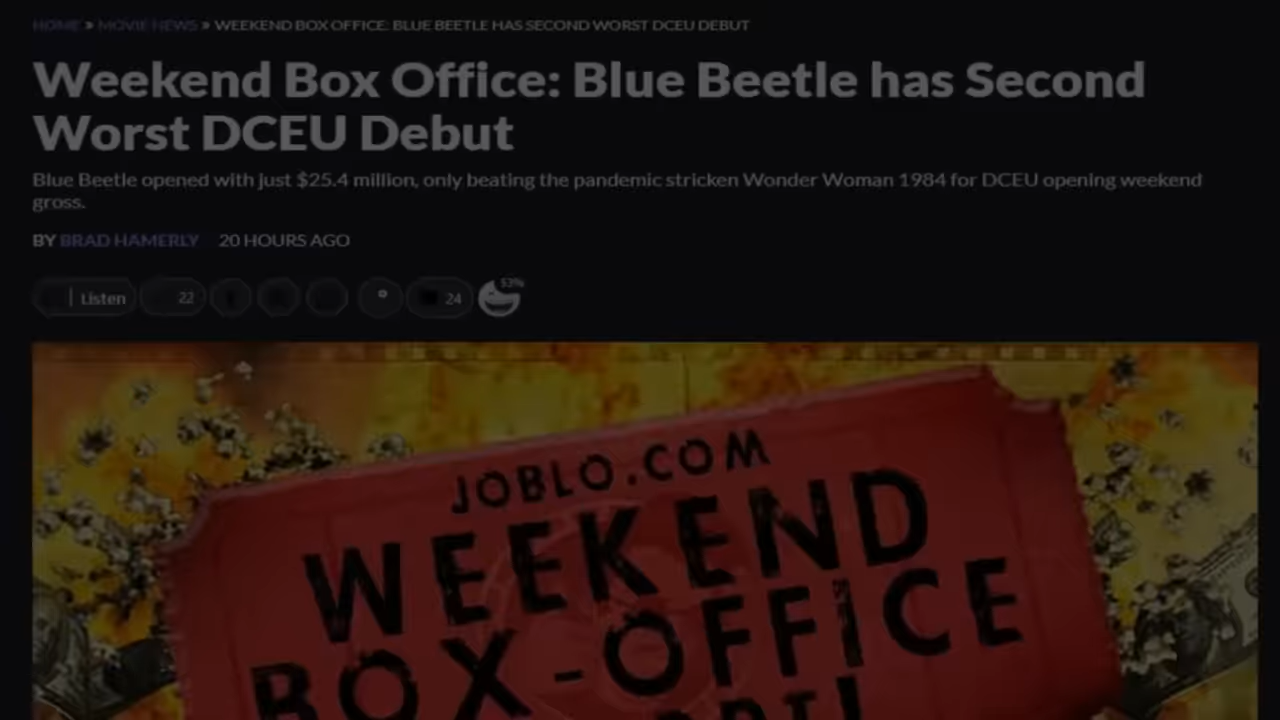 HOME » MOVIE NEWS » WEEKEND BOX OFFICE: BLUE BEETLE HAS SECOND WORST DCEU DEBUT
Weekend Box Office: Blue Beetle has Second
Worst DCEU Debut
Blue Beetle opened with just $25.4 million, only beating the pandemic stricken Wonder Woman 1984 for DCEU opening weekend
gross.
BY BRAD HAMERLY 20 HOURS AGO
Listen 22 24 53%
JOBLO.COM
WEEKEND
BOX-OFFICE